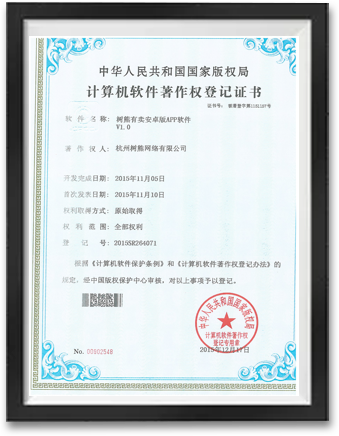 中华人民共和国国家版权局
计算机软件著作权登记证书
证书号： 软著登字第1151157号
软件名称： 树熊有卖安卓版APP软件
V1.0
著作权人： 杭州树熊网络有限公司
开发完成日期： 2015年11月05日
首次发表日期： 2015年11月10日
权利取得方式： 原始取得
权利范围： 全部权利
登记号： 2015SR264071
根据《计算机软件保护条例》和《计算机软件著作权登记办法》的
规定，经中国版权保护中心审核，对以上事项予以登记。
中华人民共和国国家版权局
计算机软件著作权
登记专用章
No. 00802548
2015年12月17日